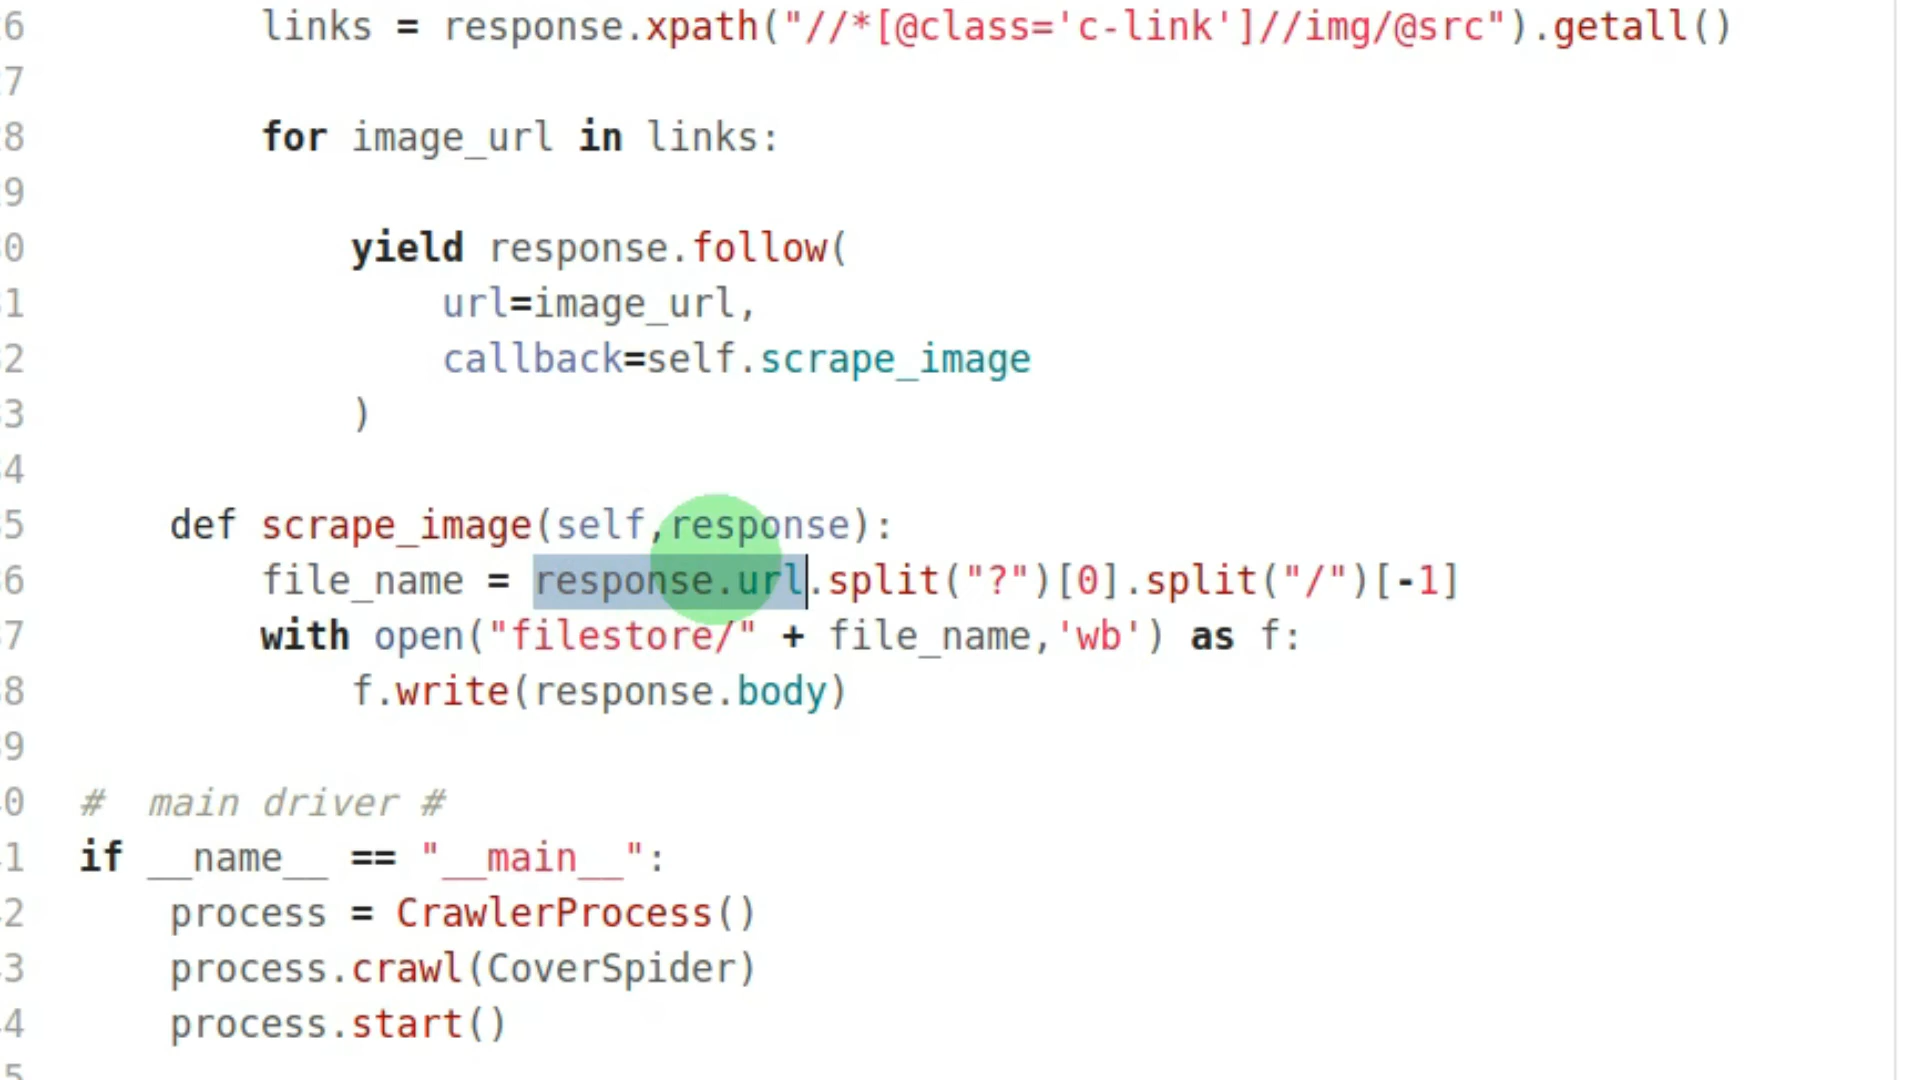 6 links = response.xpath("//*[@class='c-link']//img/@src").getall()
7
8 for image_url in links:
9
0 yield response.follow(
1 url=image_url,
2 callback=self.scrape_image
3 )
4
5 def scrape_image(self,response):
6 file_name = response.url.split("?")[0].split("/")[-1]
7 with open("filestore/" + file_name,'wb') as f:
8 f.write(response.body)
9
0 # main driver #
1 if __name__ == "__main__":
2 process = CrawlerProcess()
3 process.crawl(CoverSpider)
4 process.start()
5